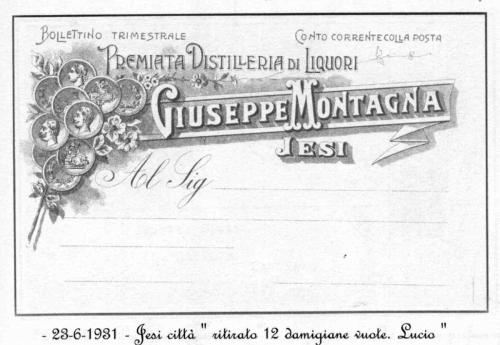 BOLLETTINO TRIMESTRALE CONTO CORRENTE COLLA POSTA
PREMIATA DISTILLERIA DI LIQUORI
GIUSEPPE MONTAGNA
JESI
Al Sig
- 23-6-1931 - Jesi città " ritirato 12 damigiane vuote. Lucio "